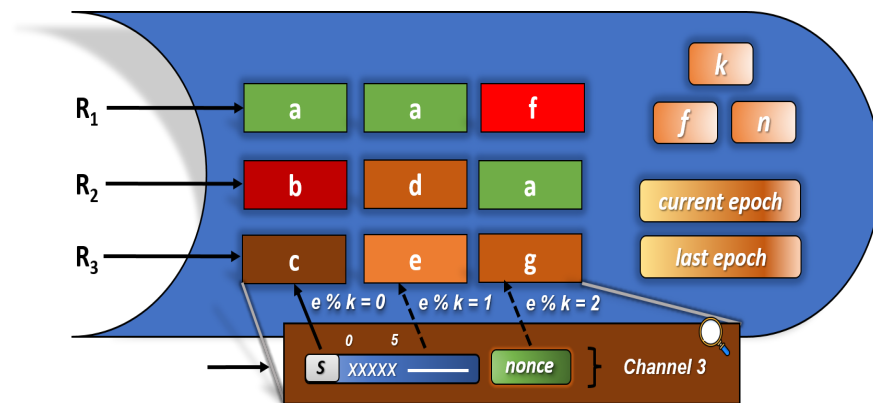 k
R1 a a f
f n
R2 b d a
current epoch
R3 c e g
last epoch
e % k = 0 e % k = 1 e % k = 2
0 5
S XXXXX nonce Channel 3